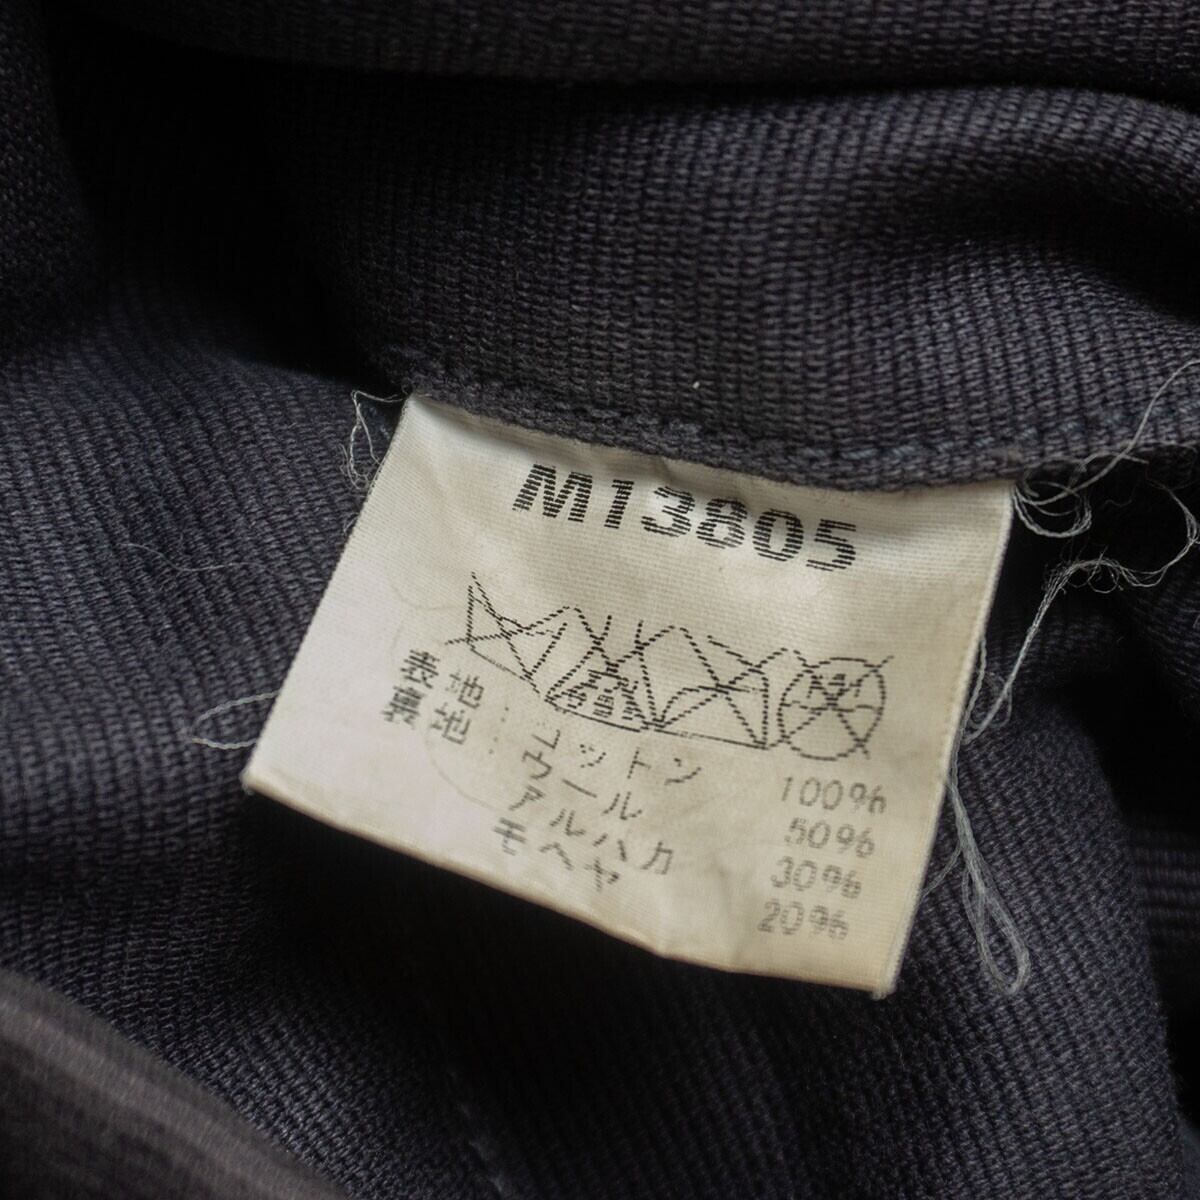 M13805
表地 : コットン 100%
裏地 : ウール 50%
アルパカ 30%
モヘヤ 20%